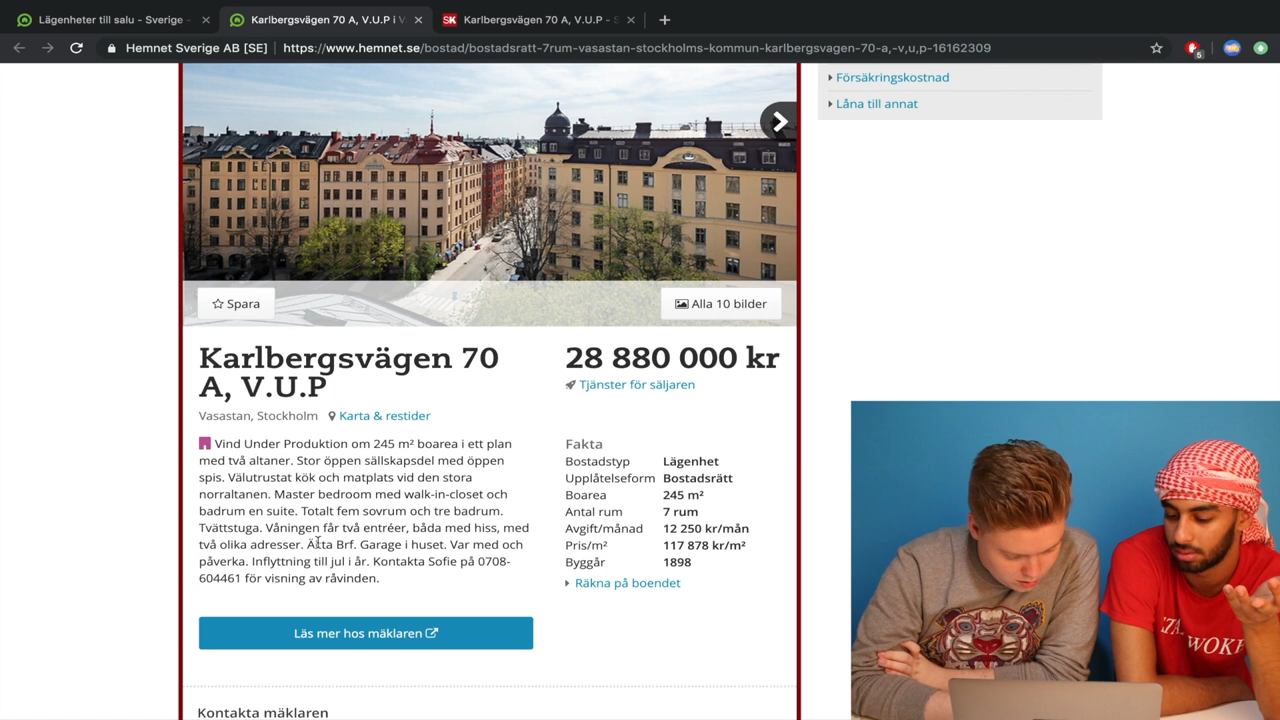 Lägenheter till salu - Sverige -
Karlbergsvägen 70 A, V.U.P i V
SK Karlbergsvägen 70 A, V.U.P - S
Hemnet Sverige AB [SE]
https://www.hemnet.se/bostad/bostadsratt-7rum-vasastan-stockholms-kommun-karlbergsvagen-70-a,-v,u,p-16162309
5
Försäkringskostnad
Låna till annat
Spara
Alla 10 bilder
Karlbergsvägen 70
A, V.U.P
Vasastan, Stockholm
Karta & restider
28 880 000 kr
Tjänster för säljaren
Vind Under Produktion om 245 m² boarea i ett plan
med två altaner. Stor öppen sällskapsdel med öppen
spis. Välutrustat kök och matplats vid den stora
norraltanen. Master bedroom med walk-in-closet och
badrum en suite. Totalt fem sovrum och tre badrum.
Tvättstuga. Våningen får två entréer, båda med hiss, med
två olika adresser. Äkta Brf. Garage i huset. Var med och
påverka. Inflyttning till jul i år. Kontakta Sofie på 0708-
604461 för visning av råvinden.
Fakta
Bostadstyp Lägenhet
Upplåtelseform Bostadsrätt
Boarea 245 m²
Antal rum 7 rum
Avgift/månad 12 250 kr/mån
Pris/m² 117 878 kr/m²
Byggår 1898
Räkna på boendet
Läs mer hos mäklaren
Kontakta mäklaren